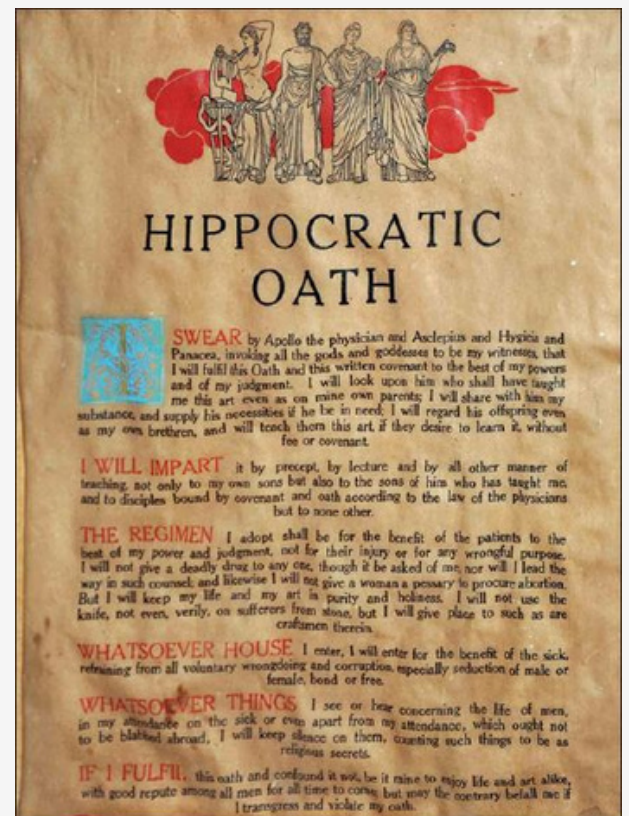 HIPPOCRATIC
OATH
I SWEAR by Apollo the physician and Asclepius and Hygieia and
Panacea, invoking all the gods and goddesses to be my witnesses, that
I will fulfil this Oath and this written covenant to the best of my powers
and of my judgment. I will look upon him who shall have taught
me this art even as on mine own parents; I will share with him my
substance, and supply his necessities if he be in need; I will regard his offspring even
as my own brethren, and will teach them this art, if they desire to learn it, without
fee or covenant.
I WILL IMPART it by precept, by lecture and by all other manner of
teaching, not only to my own sons but also to the sons of him who has taught me,
and to disciples bound by covenant and oath according to the law of the physicians
but to none other.
THE REGIMEN I adopt shall be for the benefit of the patients to the
best of my power and judgment, not for their injury or for any wrongful purpose.
I will not give a deadly drug to any one, though it be asked of me, nor will I lead the
way in such counsel; and likewise I will not give a woman a pessary to procure abortion.
But I will keep my life and my art in purity and holiness. I will not use the
knife, not even, verily, on sufferers from stone, but I will give place to such as are
craftsmen therein.
WHATSOEVER HOUSE I enter, I will enter for the benefit of the sick,
refraining from all voluntary wrongdoing and corruption, especially seduction of male or
female, bond or free.
WHATSOEVER THINGS I see or hear concerning the life of men,
in my attendance on the sick or even apart from my attendance, which ought not
to be blabbed abroad, I will keep silence on them, counting such things to be as
religious secrets.
IF I FULFIL this oath and confound it not, be it mine to enjoy life and art alike,
with good repute among all men for all time to come; but may the contrary befall me if
I transgress and violate my oath.